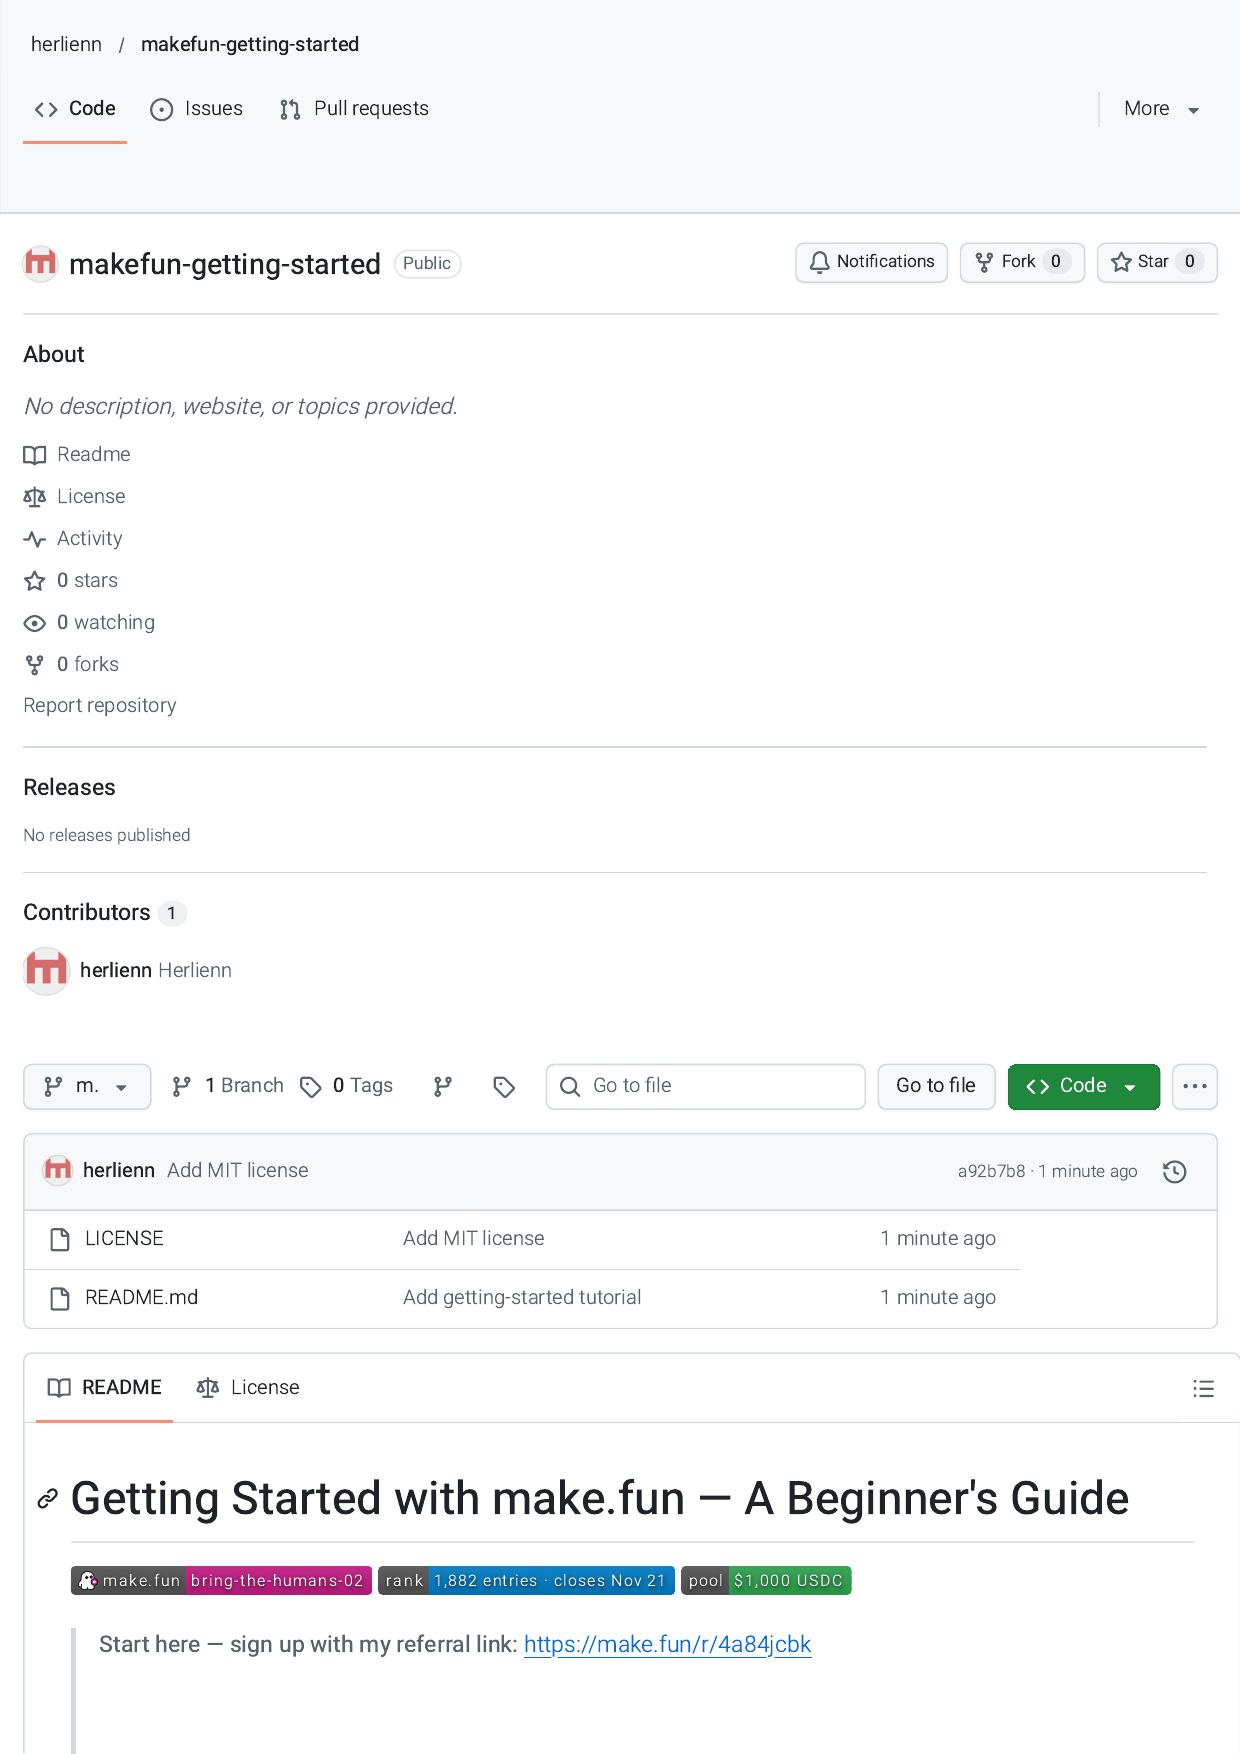 herlienn / makefun-getting-started
Code Issues Pull requests More
makefun-getting-started Public Notifications Fork 0 Star 0
About
No description, website, or topics provided.
Readme
License
Activity
0 stars
0 watching
0 forks
Report repository
Releases
No releases published
Contributors 1
herlienn Herlienn
m. 1 Branch 0 Tags Go to file Go to file Code
herlienn Add MIT license a92b7b8 · 1 minute ago
LICENSE Add MIT license 1 minute ago
README.md Add getting-started tutorial 1 minute ago
README License
Getting Started with make.fun — A Beginner's Guide
make.fun bring-the-humans-02 rank 1,882 entries · closes Nov 21 pool $1,000 USDC
Start here — sign up with my referral link: https://make.fun/r/4a84jcbk